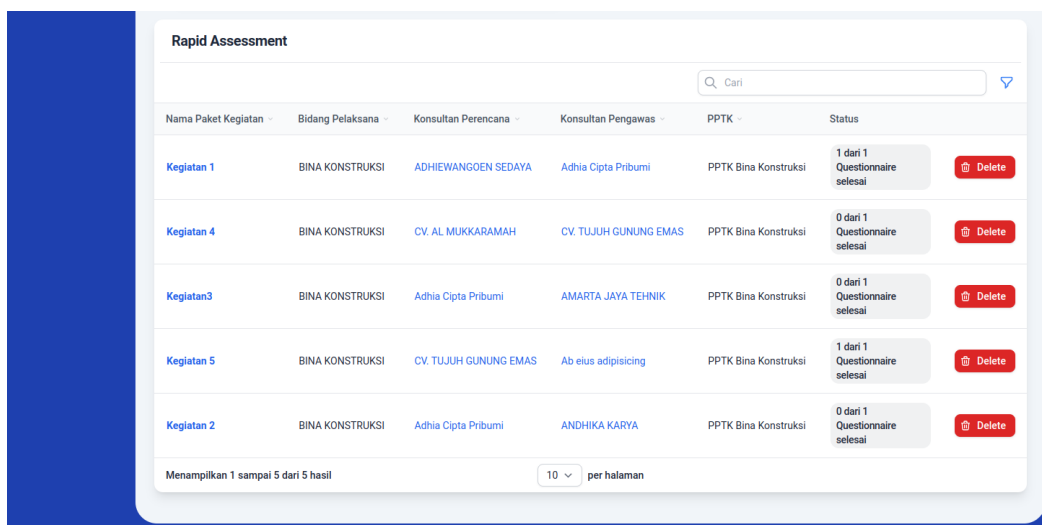 Rapid Assessment
Cari
Nama Paket Kegiatan Bidang Pelaksana Konsultan Perencana Konsultan Pengawas PPTK Status
Kegiatan 1 BINA KONSTRUKSI ADHIEWANGOEN SEDAYA Adhia Cipta Pribumi PPTK Bina Konstruksi 1 dari 1 Questionnaire selesai Delete
Kegiatan 4 BINA KONSTRUKSI CV. AL MUKKARAMAH CV. TUJUH GUNUNG EMAS PPTK Bina Konstruksi 0 dari 1 Questionnaire selesai Delete
Kegiatan3 BINA KONSTRUKSI Adhia Cipta Pribumi AMARTA JAYA TEHNIK PPTK Bina Konstruksi 0 dari 1 Questionnaire selesai Delete
Kegiatan 5 BINA KONSTRUKSI CV. TUJUH GUNUNG EMAS Ab eius adipisicing PPTK Bina Konstruksi 1 dari 1 Questionnaire selesai Delete
Kegiatan 2 BINA KONSTRUKSI Adhia Cipta Pribumi ANDHIKA KARYA PPTK Bina Konstruksi 0 dari 1 Questionnaire selesai Delete
Menampilkan 1 sampai 5 dari 5 hasil 10 per halaman